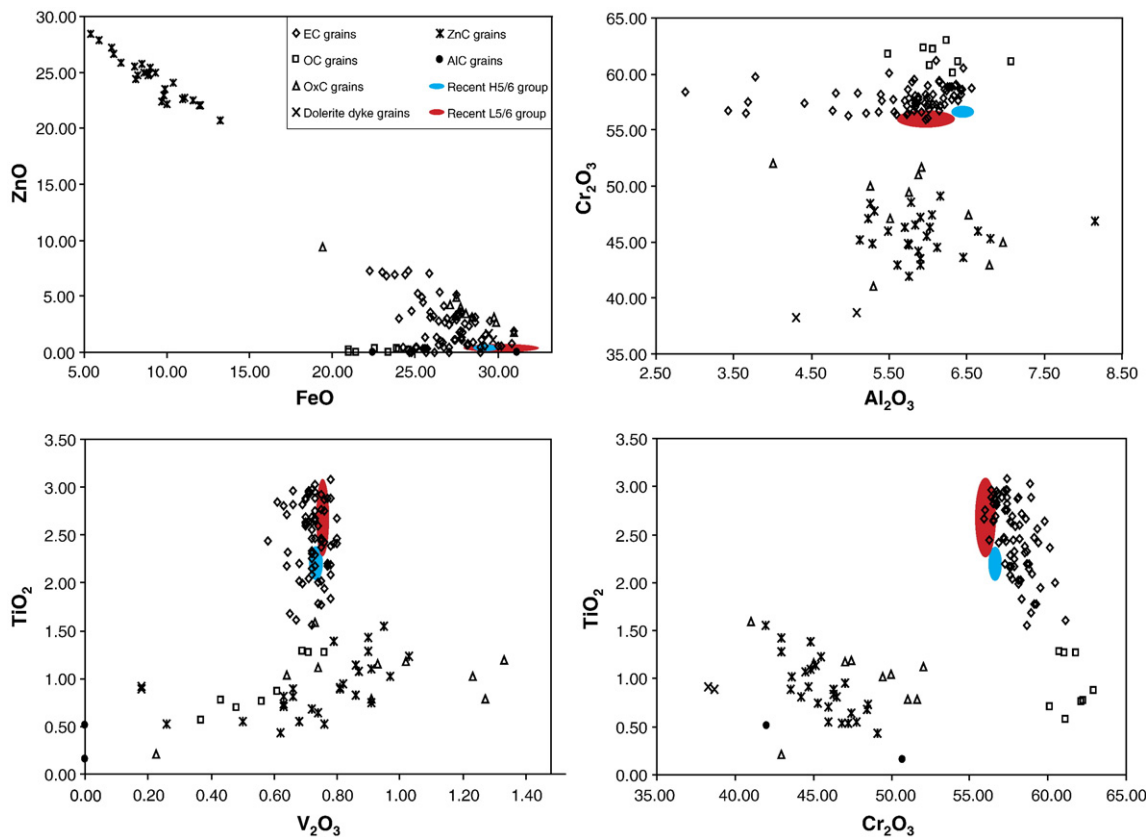 30.00
25.00
20.00
15.00
10.00
5.00
0.00
ZnO
5.00 10.00 15.00 20.00 25.00 30.00
FeO
EC grains
OC grains
OxC grains
Dolerite dyke grains
ZnC grains
AlC grains
Recent H5/6 group
Recent L5/6 group
65.00
60.00
55.00
50.00
45.00
40.00
35.00
Cr₂O₃
2.50 3.50 4.50 5.50 6.50 7.50 8.50
Al₂O₃
3.50
3.00
2.50
2.00
1.50
1.00
0.50
0.00
TiO₂
0.00 0.20 0.40 0.60 0.80 1.00 1.20 1.40
V₂O₃
3.50
3.00
2.50
2.00
1.50
1.00
0.50
0.00
TiO₂
35.00 40.00 45.00 50.00 55.00 60.00 65.00
Cr₂O₃